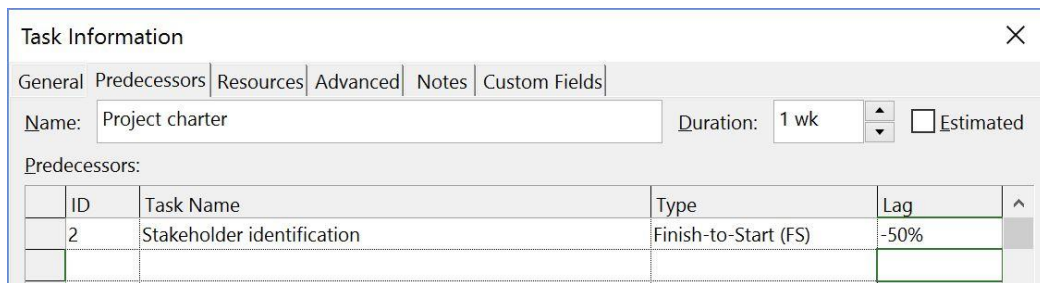 Task Information
General Predecessors Resources Advanced Notes Custom Fields
Name: Project charter Duration: 1 wk Estimated
Predecessors:
ID Task Name Type Lag
2 Stakeholder identification Finish-to-Start (FS) -50%